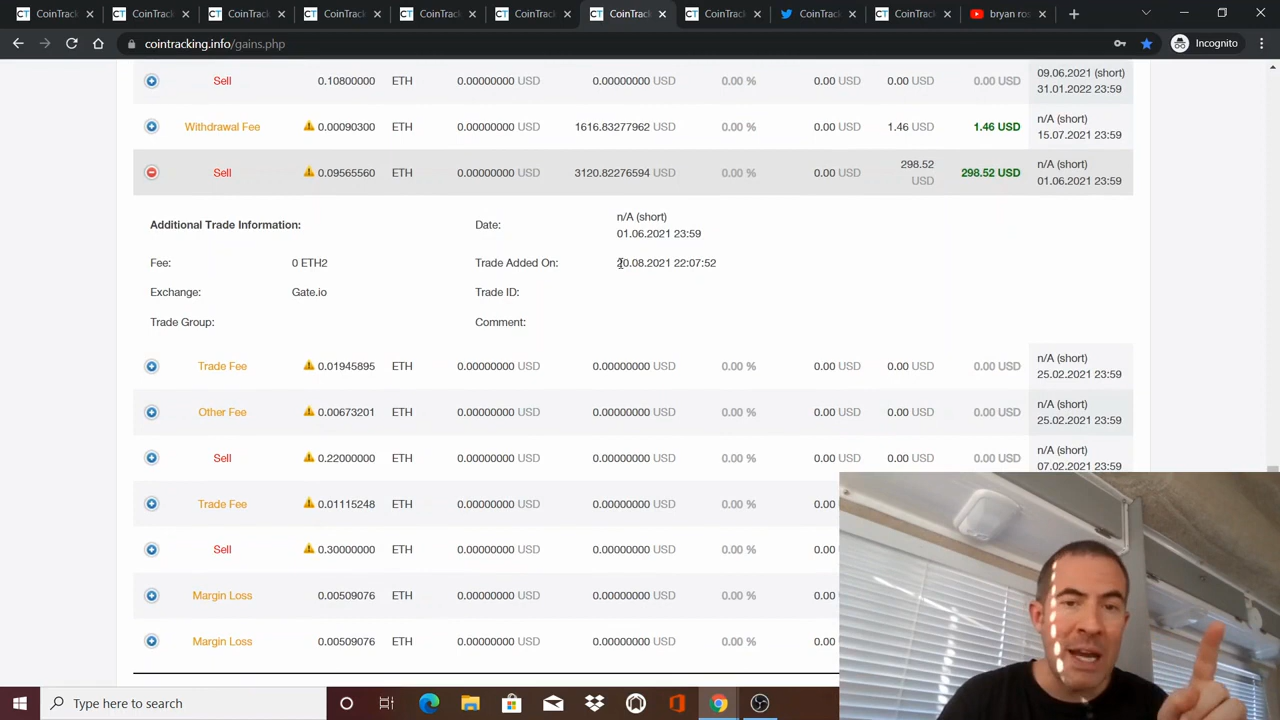 CoinTrack CoinTrack CoinTrack CoinTrack CoinTrack CoinTrack CoinTrack CoinTrack CoinTrack bryan ros
cointracking.info/gains.php Incognito
Sell 0.10800000 ETH 0.00000000 USD 0.00000000 USD 0.00 % 0.00 USD 0.00 USD 0.00 USD 09.06.2021 (short)
31.01.2022 23:59
Withdrawal Fee 0.00090300 ETH 0.00000000 USD 1616.83277962 USD 0.00 % 0.00 USD 1.46 USD 1.46 USD n/A (short)
15.07.2021 23:59
Sell 0.09565560 ETH 0.00000000 USD 3120.82276594 USD 0.00 % 0.00 USD 298.52 USD 298.52 USD n/A (short)
01.06.2021 23:59
Additional Trade Information: Date: n/A (short)
01.06.2021 23:59
Fee: 0 ETH2 Trade Added On: 20.08.2021 22:07:52
Exchange: Gate.io Trade ID:
Trade Group: Comment:
Trade Fee 0.01945895 ETH 0.00000000 USD 0.00000000 USD 0.00 % 0.00 USD 0.00 USD 0.00 USD n/A (short)
25.02.2021 23:59
Other Fee 0.00673201 ETH 0.00000000 USD 0.00000000 USD 0.00 % 0.00 USD 0.00 USD 0.00 USD n/A (short)
25.02.2021 23:59
Sell 0.22000000 ETH 0.00000000 USD 0.00000000 USD 0.00 % 0.00 USD 0.00 USD 0.00 USD n/A (short)
07.02.2021 23:59
Trade Fee 0.01115248 ETH 0.00000000 USD 0.00000000 USD 0.00 % 0.00
Sell 0.30000000 ETH 0.00000000 USD 0.00000000 USD 0.00 % 0.00
Margin Loss 0.00509076 ETH 0.00000000 USD 0.00000000 USD 0.00 % 0.00
Margin Loss 0.00509076 ETH 0.00000000 USD 0.00000000 USD 0.00 % 0.00
Type here to search